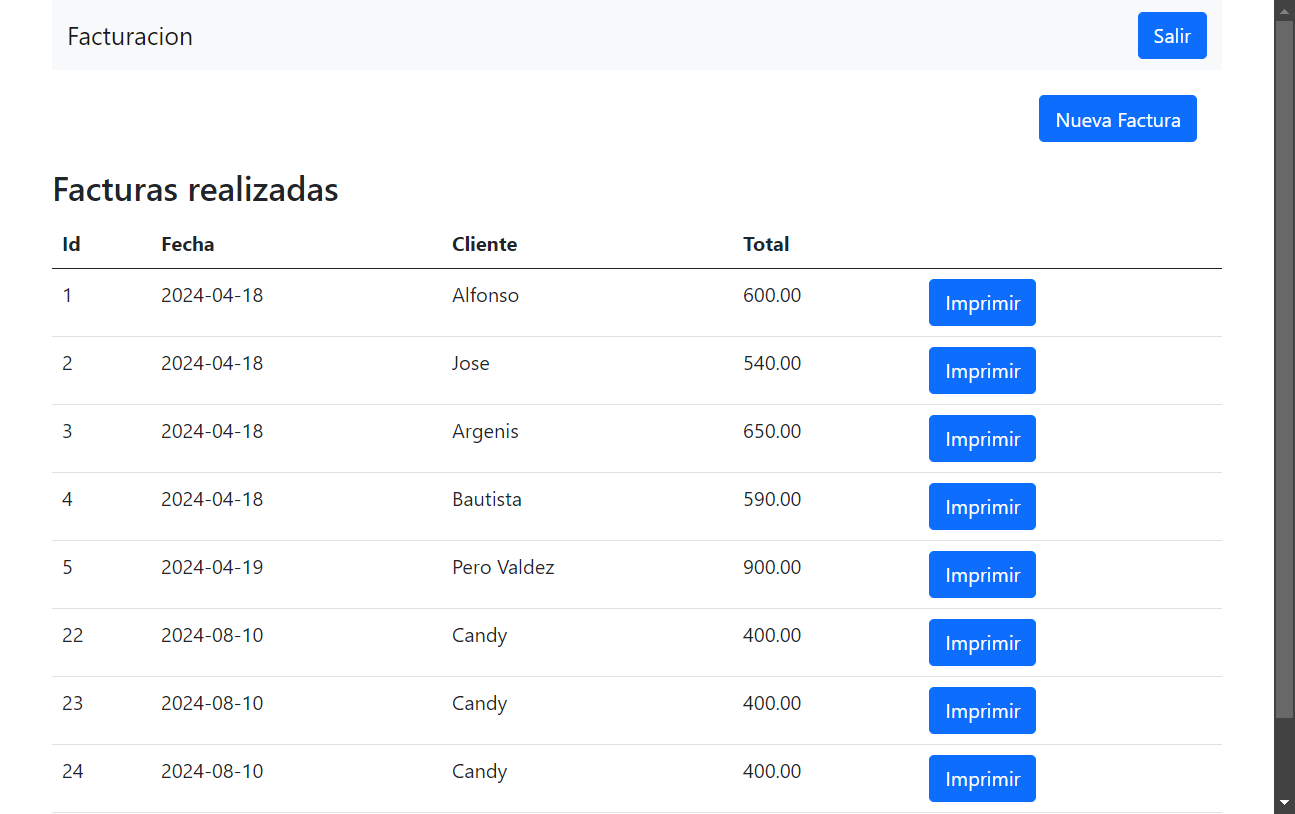 Facturacion Salir
Nueva Factura
Facturas realizadas
Id Fecha Cliente Total
1 2024-04-18 Alfonso 600.00 Imprimir
2 2024-04-18 Jose 540.00 Imprimir
3 2024-04-18 Argenis 650.00 Imprimir
4 2024-04-18 Bautista 590.00 Imprimir
5 2024-04-19 Pero Valdez 900.00 Imprimir
22 2024-08-10 Candy 400.00 Imprimir
23 2024-08-10 Candy 400.00 Imprimir
24 2024-08-10 Candy 400.00 Imprimir